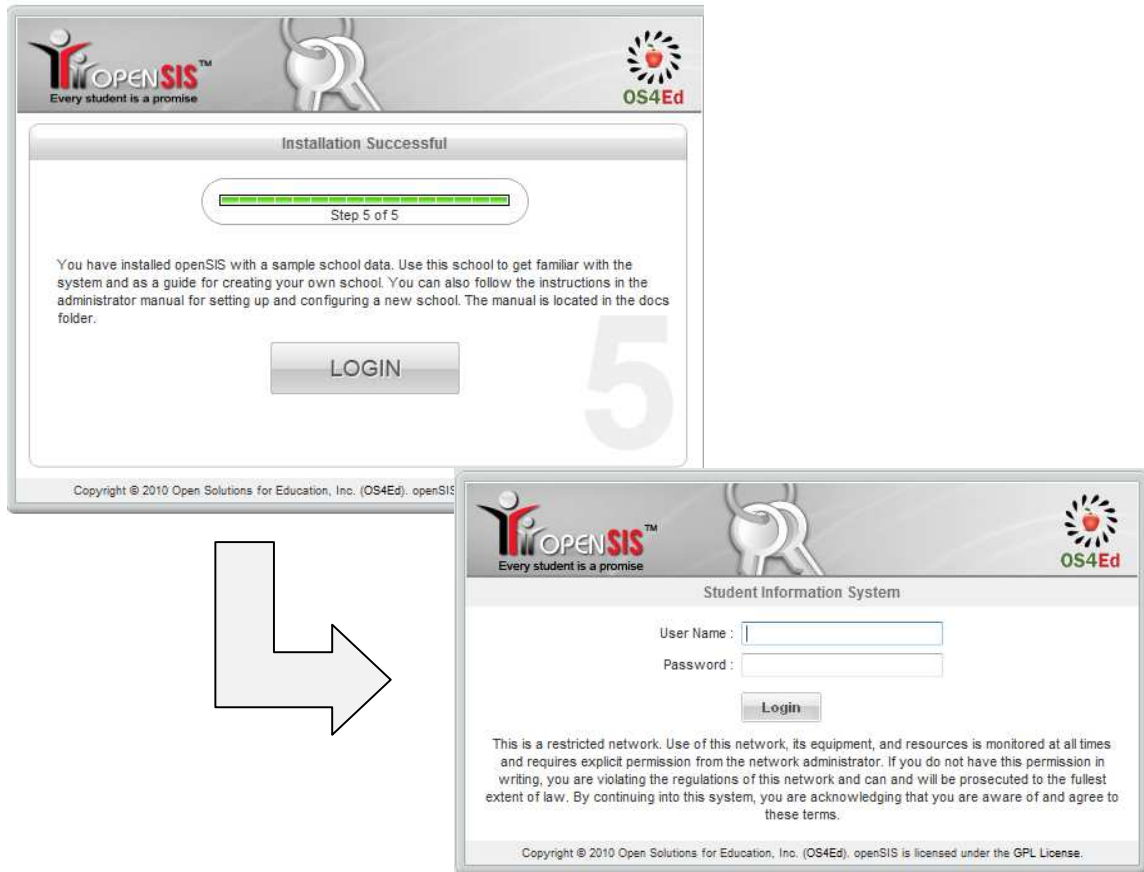 OPENSIS™
Every student is a promise
OS4Ed
Installation Successful
Step 5 of 5
You have installed openSIS with a sample school data. Use this school to get familiar with the
system and as a guide for creating your own school. You can also follow the instructions in the
administrator manual for setting up and configuring a new school. The manual is located in the docs
folder.
LOGIN
5
Copyright © 2010 Open Solutions for Education, Inc. (OS4Ed). openSIS
OPENSIS™
Every student is a promise
OS4Ed
Student Information System
User Name :
Password :
Login
This is a restricted network. Use of this network, its equipment, and resources is monitored at all times
and requires explicit permission from the network administrator. If you do not have this permission in
writing, you are violating the regulations of this network and can and will be prosecuted to the fullest
extent of law. By continuing into this system, you are acknowledging that you are aware of and agree to
these terms.
Copyright © 2010 Open Solutions for Education, Inc. (OS4Ed). openSIS is licensed under the GPL License.